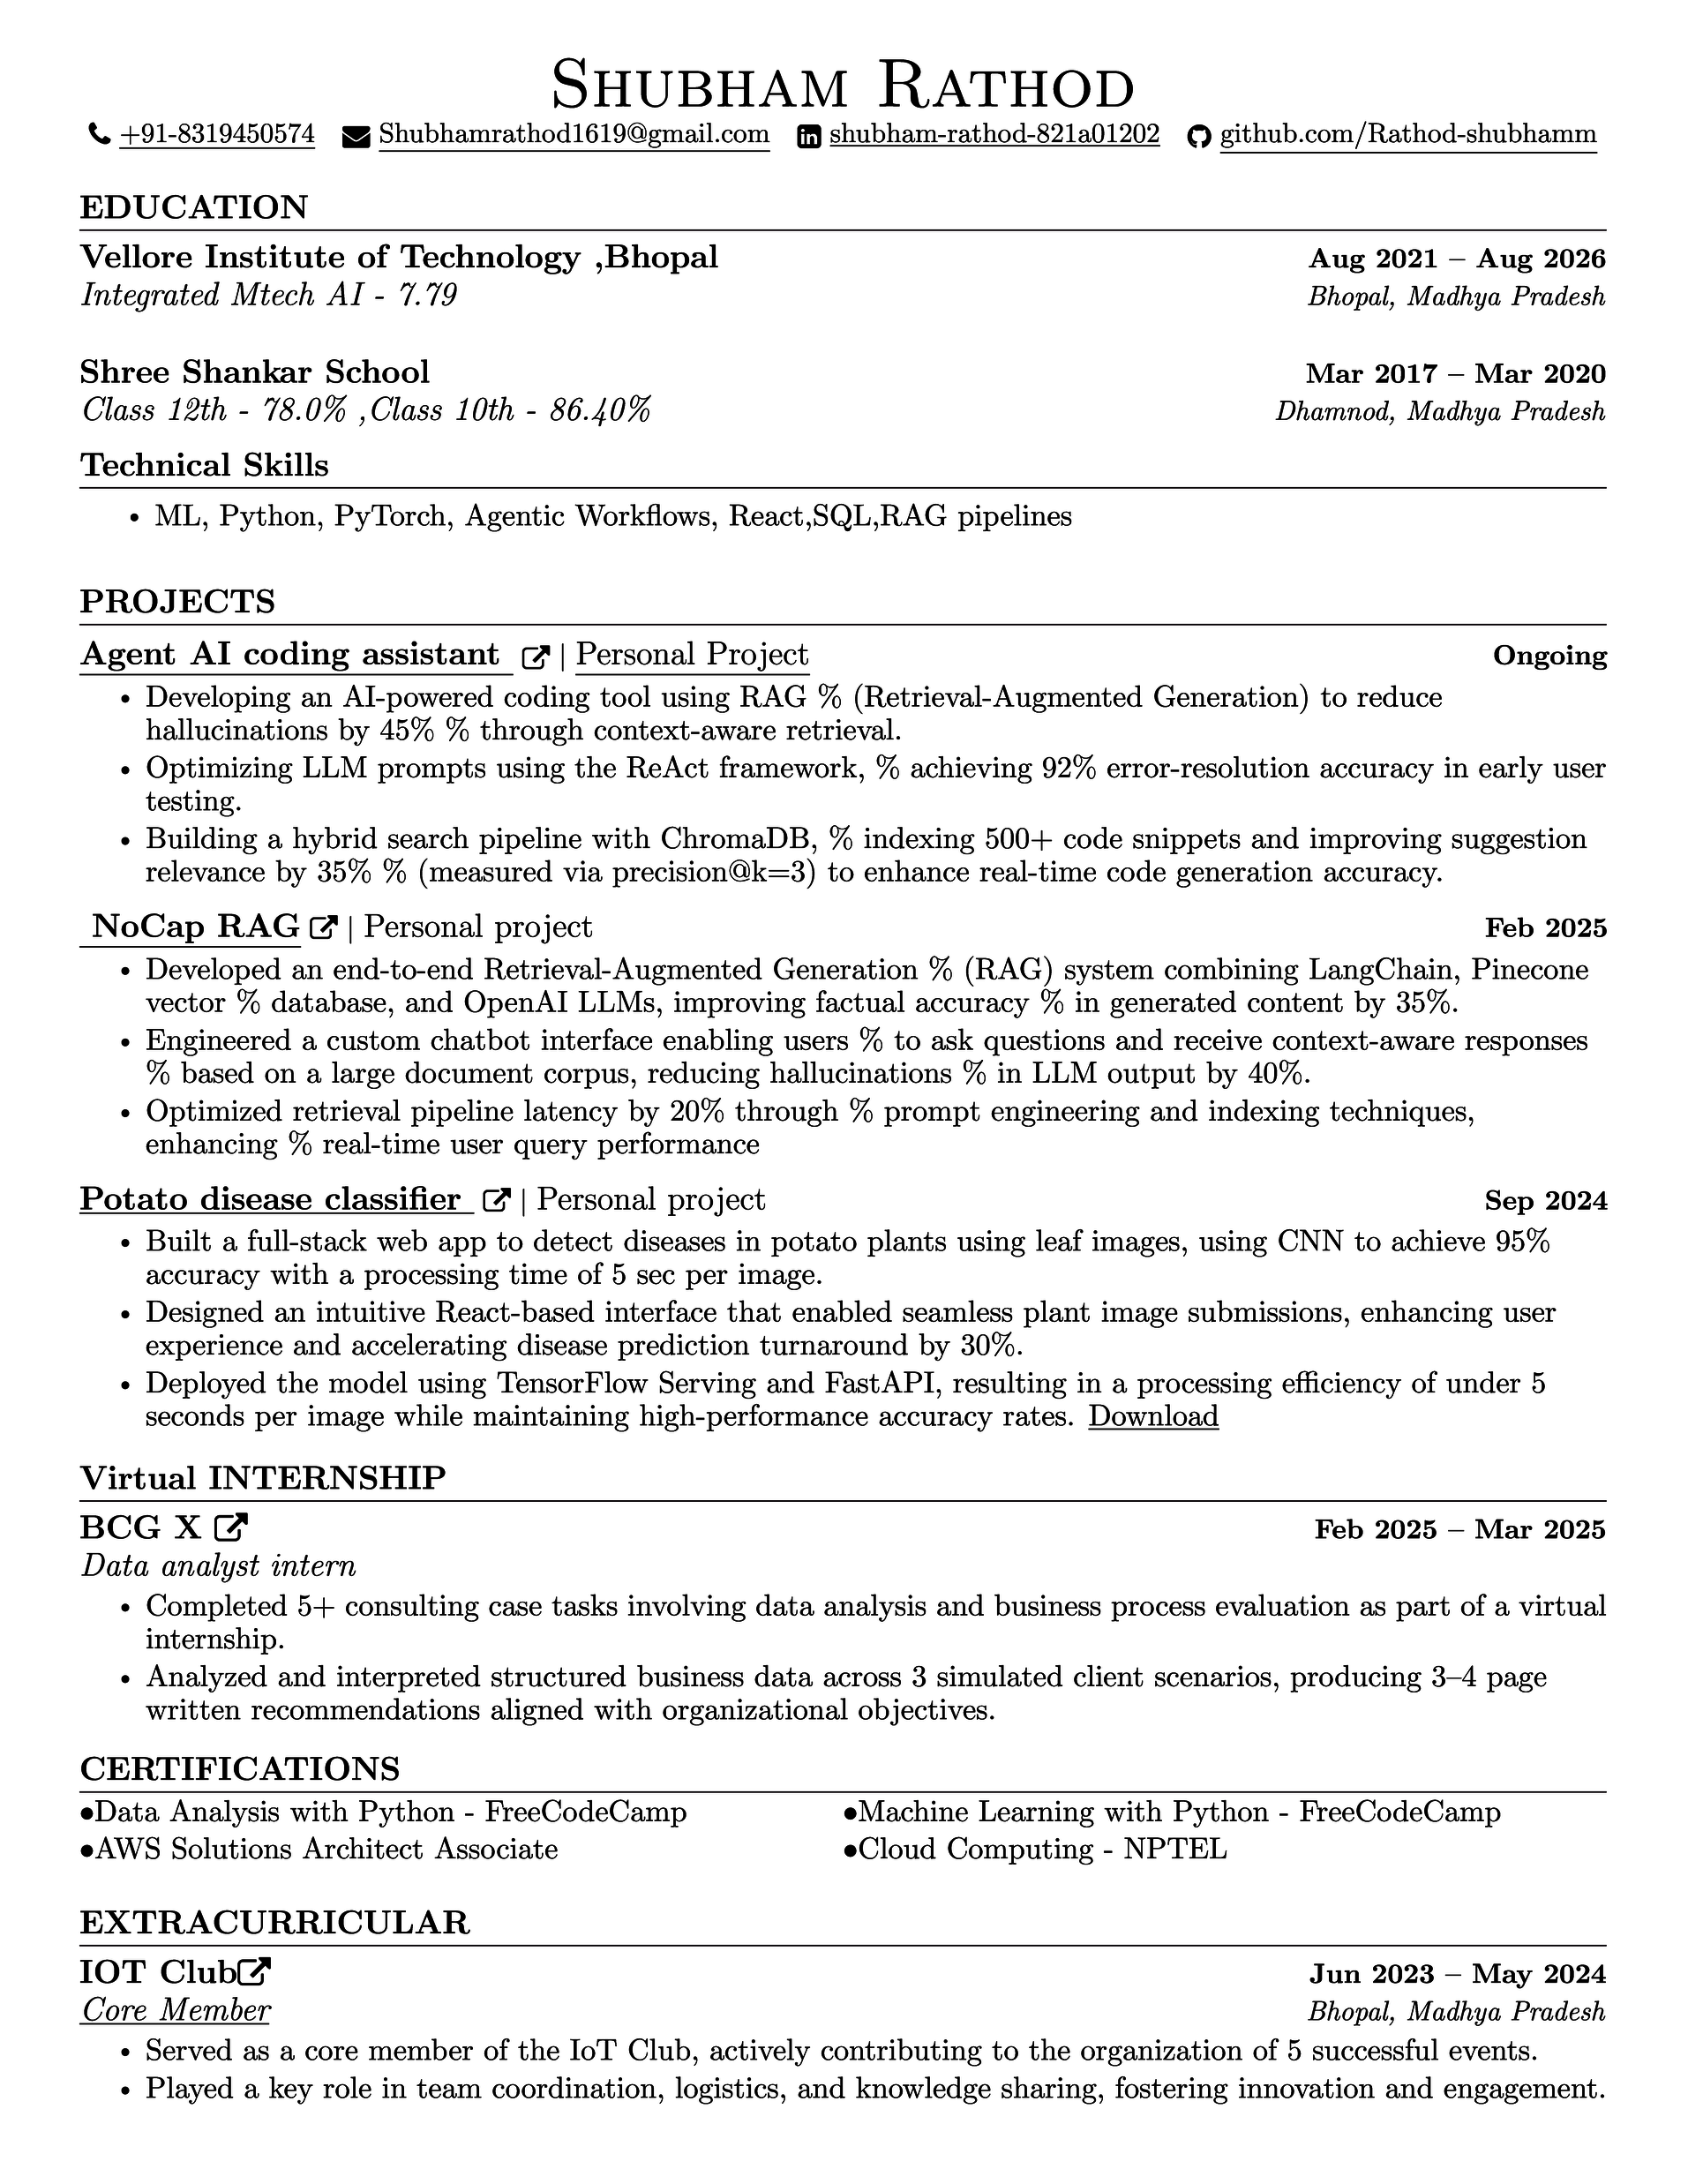 Shubham Rathod
+91-8319450574 Shubhamrathod1619@gmail.com shubham-rathod-821a01202 github.com/Rathod-shubhamm
EDUCATION
Vellore Institute of Technology ,Bhopal Aug 2021 – Aug 2026
Integrated Mtech AI - 7.79 Bhopal, Madhya Pradesh
Shree Shankar School Mar 2017 – Mar 2020
Class 12th - 78.0% ,Class 10th - 86.40% Dhamnod, Madhya Pradesh
Technical Skills
• ML, Python, PyTorch, Agentic Workflows, React,SQL,RAG pipelines
PROJECTS
Agent AI coding assistant | Personal Project Ongoing
• Developing an AI-powered coding tool using RAG % (Retrieval-Augmented Generation) to reduce
hallucinations by 45% % through context-aware retrieval.
• Optimizing LLM prompts using the ReAct framework, % achieving 92% error-resolution accuracy in early user
testing.
• Building a hybrid search pipeline with ChromaDB, % indexing 500+ code snippets and improving suggestion
relevance by 35% % (measured via precision@k=3) to enhance real-time code generation accuracy.
NoCap RAG | Personal project Feb 2025
• Developed an end-to-end Retrieval-Augmented Generation % (RAG) system combining LangChain, Pinecone
vector % database, and OpenAI LLMs, improving factual accuracy % in generated content by 35%.
• Engineered a custom chatbot interface enabling users % to ask questions and receive context-aware responses
% based on a large document corpus, reducing hallucinations % in LLM output by 40%.
• Optimized retrieval pipeline latency by 20% through % prompt engineering and indexing techniques,
enhancing % real-time user query performance
Potato disease classifier | Personal project Sep 2024
• Built a full-stack web app to detect diseases in potato plants using leaf images, using CNN to achieve 95%
accuracy with a processing time of 5 sec per image.
• Designed an intuitive React-based interface that enabled seamless plant image submissions, enhancing user
experience and accelerating disease prediction turnaround by 30%.
• Deployed the model using TensorFlow Serving and FastAPI, resulting in a processing efficiency of under 5
seconds per image while maintaining high-performance accuracy rates. Download
Virtual INTERNSHIP
BCG X Feb 2025 – Mar 2025
Data analyst intern
• Completed 5+ consulting case tasks involving data analysis and business process evaluation as part of a virtual
internship.
• Analyzed and interpreted structured business data across 3 simulated client scenarios, producing 3–4 page
written recommendations aligned with organizational objectives.
CERTIFICATIONS
●Data Analysis with Python - FreeCodeCamp ●Machine Learning with Python - FreeCodeCamp
●AWS Solutions Architect Associate ●Cloud Computing - NPTEL
EXTRACURRICULAR
IOT Club Jun 2023 – May 2024
Core Member Bhopal, Madhya Pradesh
• Served as a core member of the IoT Club, actively contributing to the organization of 5 successful events.
• Played a key role in team coordination, logistics, and knowledge sharing, fostering innovation and engagement.